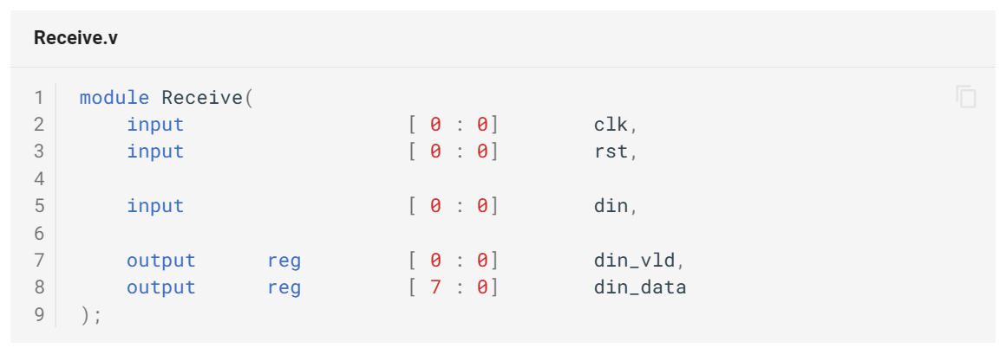 Receive.v
1 module Receive(
2     input                   [ 0 : 0]        clk,
3     input                   [ 0 : 0]        rst,
4
5     input                   [ 0 : 0]        din,
6
7     output      reg         [ 0 : 0]        din_vld,
8     output      reg         [ 7 : 0]        din_data
9 );